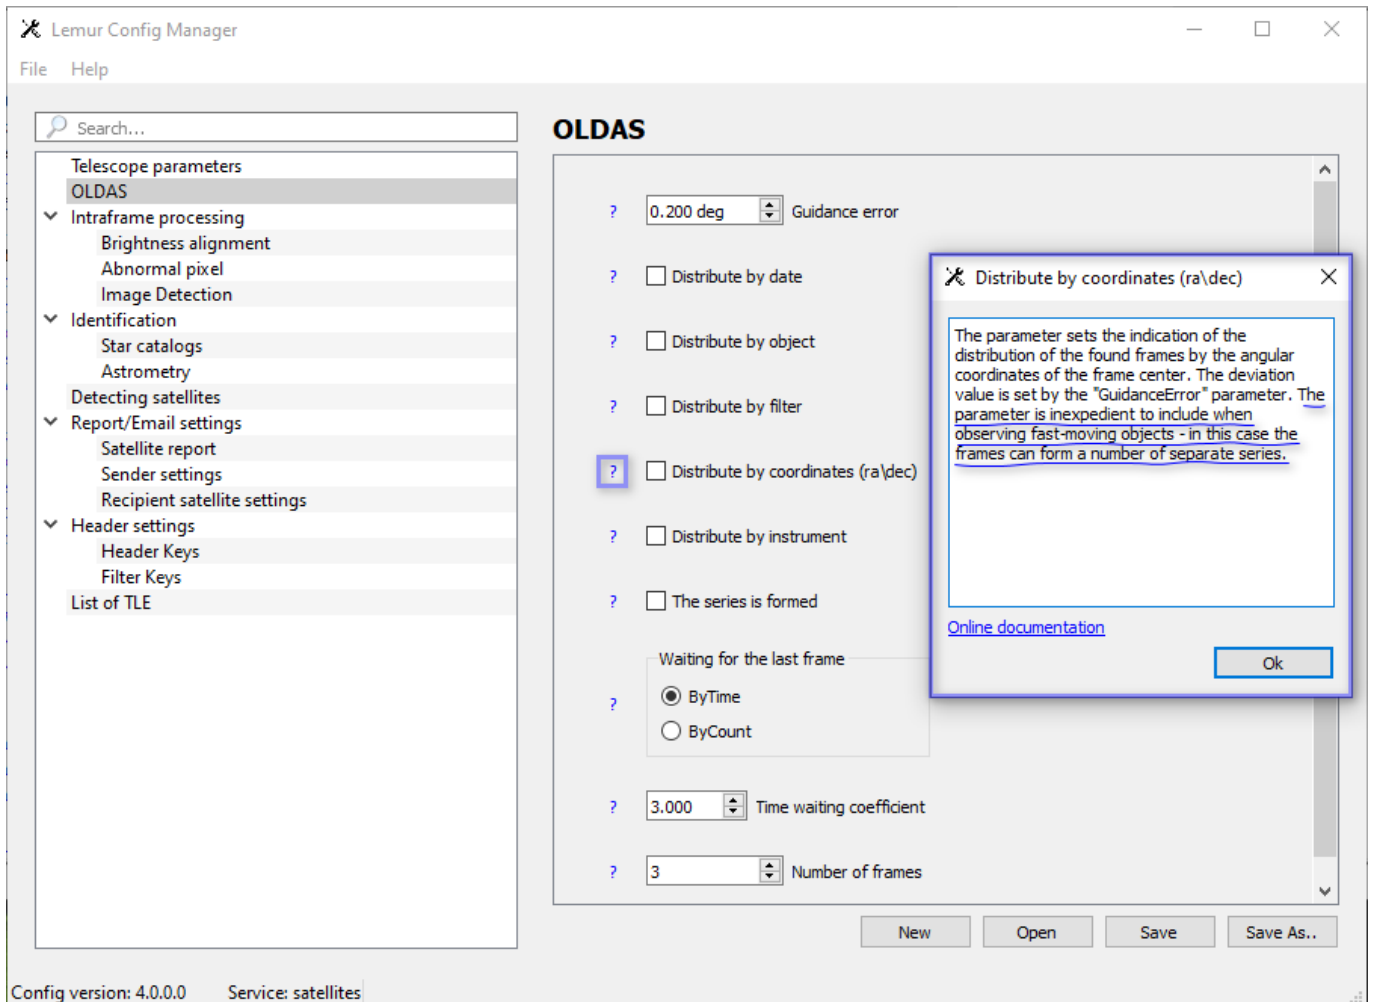 Lemur Config Manager
File Help
Search...
Telescope parameters
OLDAS
Intraframe processing
Brightness alignment
Abnormal pixel
Image Detection
Identification
Star catalogs
Astrometry
Detecting satellites
Report/Email settings
Satellite report
Sender settings
Recipient satellite settings
Header settings
Header Keys
Filter Keys
List of TLE
OLDAS
? 0.200 deg Guidance error
? Distribute by date
? Distribute by object
? Distribute by filter
? Distribute by coordinates (ra\dec)
? Distribute by instrument
? The series is formed
Waiting for the last frame
? ByTime
ByCount
? 3.000 Time waiting coefficient
? 3 Number of frames
Distribute by coordinates (ra\dec)
The parameter sets the indication of the
distribution of the found frames by the angular
coordinates of the frame center. The deviation
value is set by the "GuidanceError" parameter. The
parameter is inexpedient to include when
observing fast-moving objects - in this case the
frames can form a number of separate series.
Online documentation
Ok
New Open Save Save As..
Config version: 4.0.0.0 Service: satellites